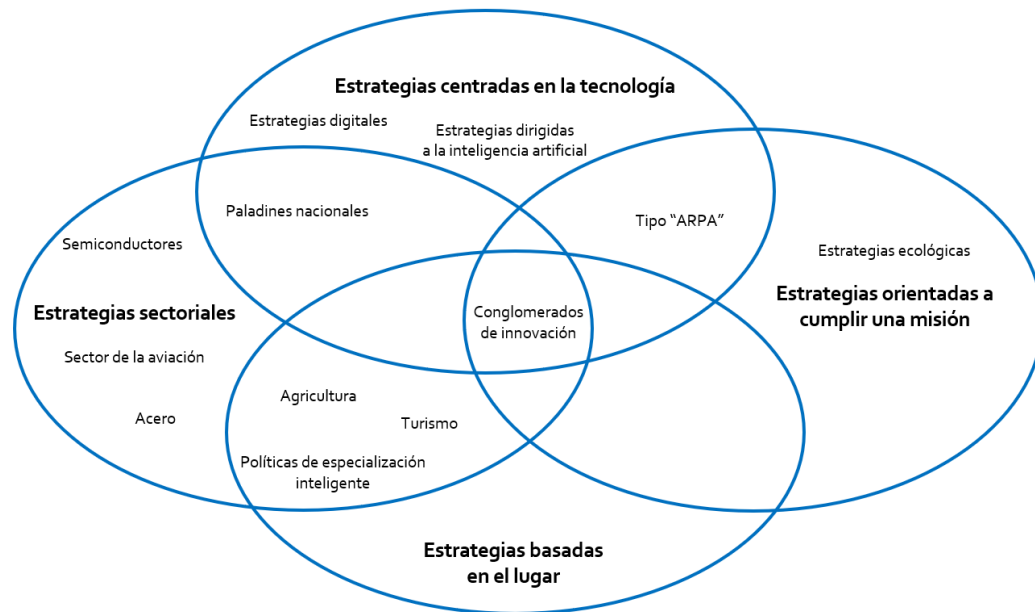 Estrategias centradas en la tecnología
Estrategias digitales
Estrategias dirigidas
a la inteligencia artificial
Paladines nacionales
Tipo “ARPA”
Semiconductores
Estrategias ecológicas
Estrategias sectoriales
Estrategias orientadas a
cumplir una misión
Conglomerados
de innovación
Sector de la aviación
Acero
Agricultura
Turismo
Políticas de especialización
inteligente
Estrategias basadas
en el lugar